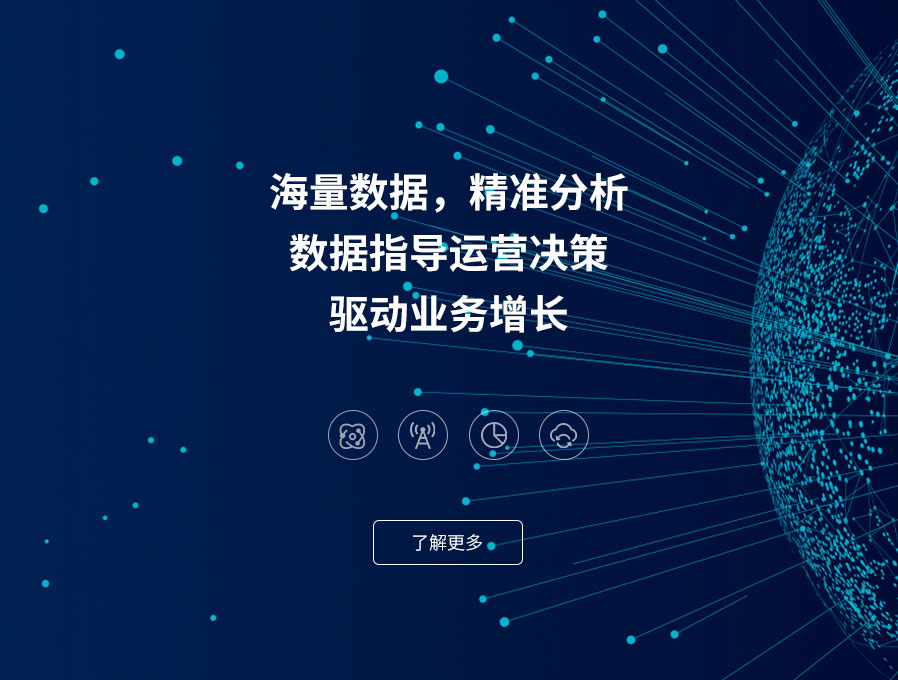 海量数据，精准分析
数据指导运营决策
驱动业务增长
了解更多